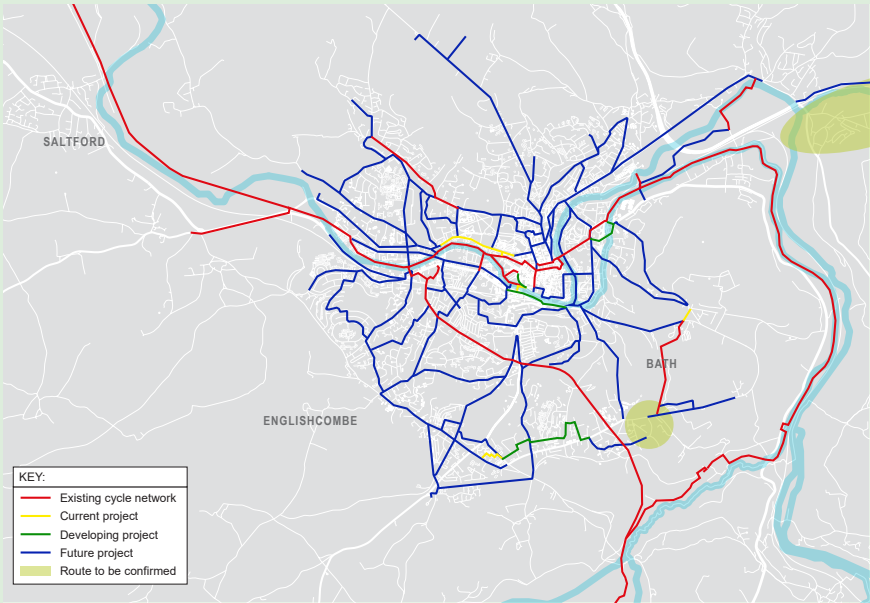 SALTFORD
BATH
ENGLISHCOMBE
KEY:
Existing cycle network
Current project
Developing project
Future project
Route to be confirmed